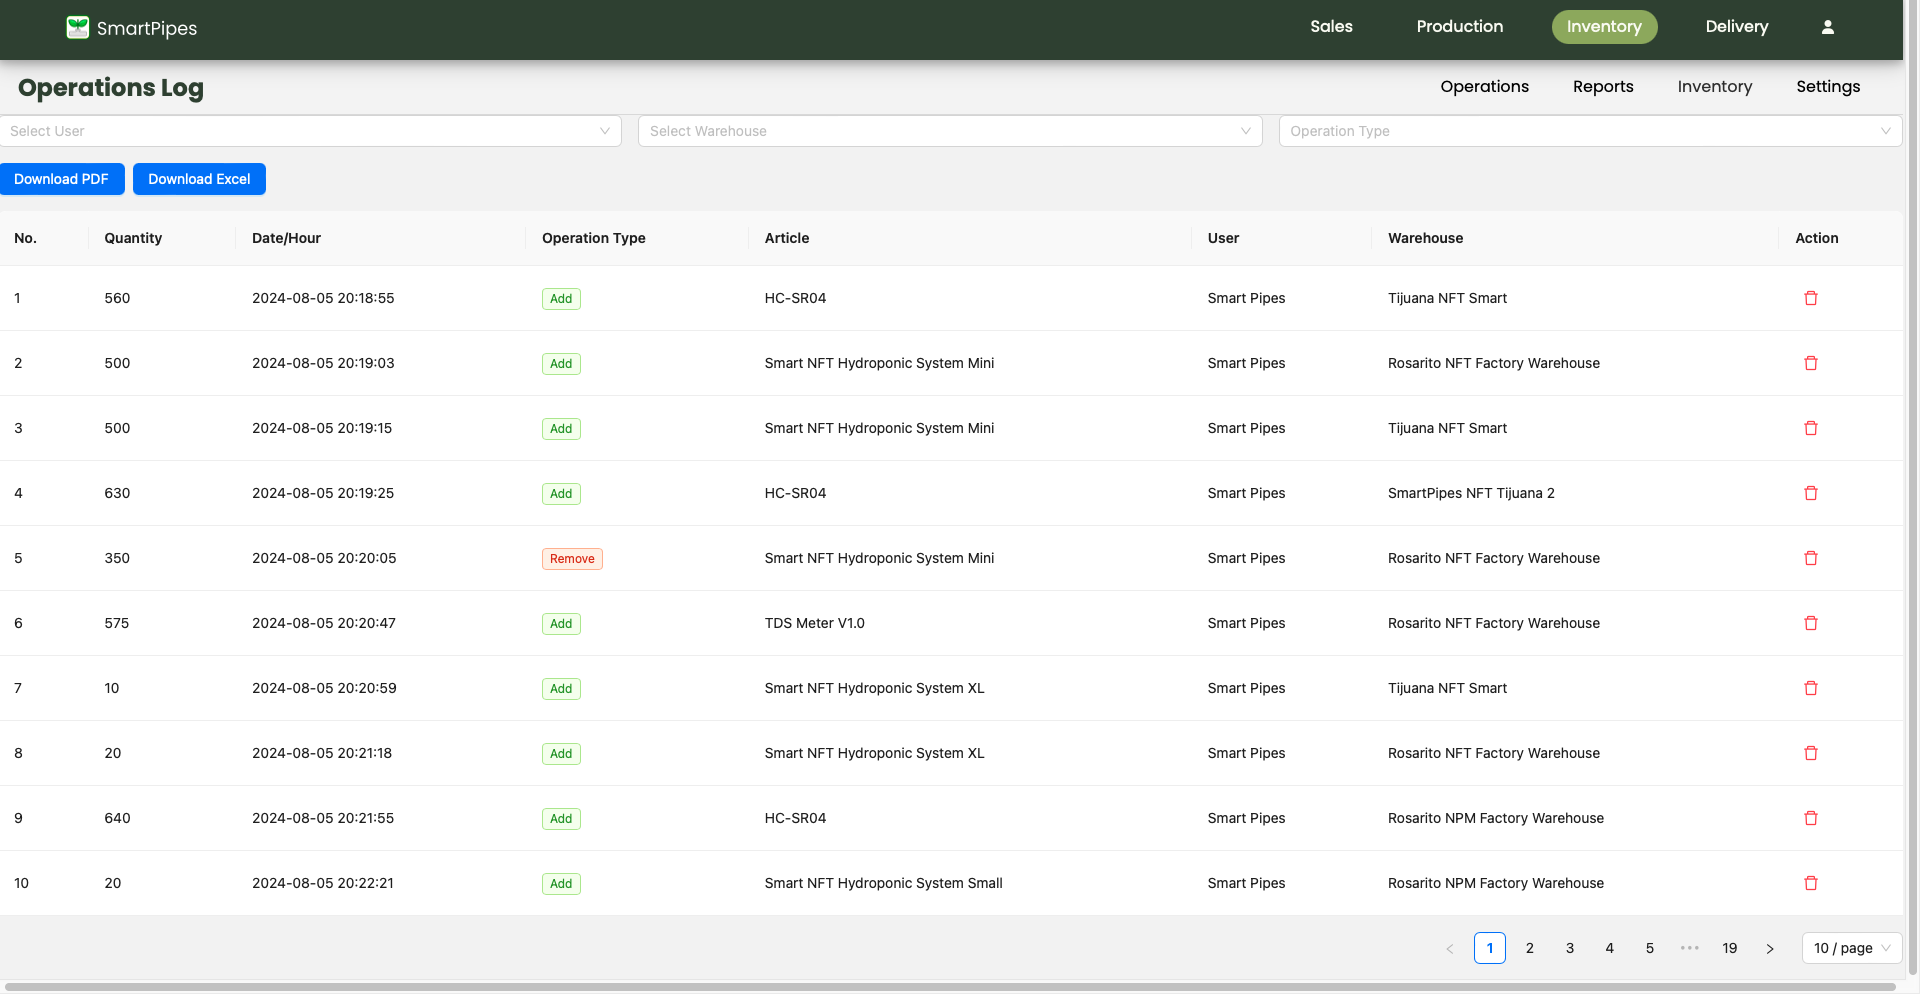 SmartPipes Sales Production Inventory Delivery
Operations Log Operations Reports Inventory Settings
Select User Select Warehouse Operation Type
Download PDF Download Excel
No. Quantity Date/Hour Operation Type Article User Warehouse Action
1 560 2024-08-05 20:18:55 Add HC-SR04 Smart Pipes Tijuana NFT Smart
2 500 2024-08-05 20:19:03 Add Smart NFT Hydroponic System Mini Smart Pipes Rosarito NFT Factory Warehouse
3 500 2024-08-05 20:19:15 Add Smart NFT Hydroponic System Mini Smart Pipes Tijuana NFT Smart
4 630 2024-08-05 20:19:25 Add HC-SR04 Smart Pipes SmartPipes NFT Tijuana 2
5 350 2024-08-05 20:20:05 Remove Smart NFT Hydroponic System Mini Smart Pipes Rosarito NFT Factory Warehouse
6 575 2024-08-05 20:20:47 Add TDS Meter V1.0 Smart Pipes Rosarito NFT Factory Warehouse
7 10 2024-08-05 20:20:59 Add Smart NFT Hydroponic System XL Smart Pipes Tijuana NFT Smart
8 20 2024-08-05 20:21:18 Add Smart NFT Hydroponic System XL Smart Pipes Rosarito NFT Factory Warehouse
9 640 2024-08-05 20:21:55 Add HC-SR04 Smart Pipes Rosarito NPM Factory Warehouse
10 20 2024-08-05 20:22:21 Add Smart NFT Hydroponic System Small Smart Pipes Rosarito NPM Factory Warehouse
< 1 2 3 4 5 ••• 19 > 10 / page